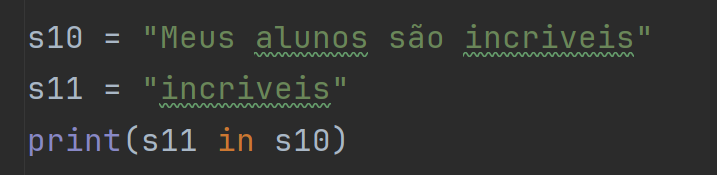 s10 = "Meus alunos são incriveis"
s11 = "incriveis"
print(s11 in s10)